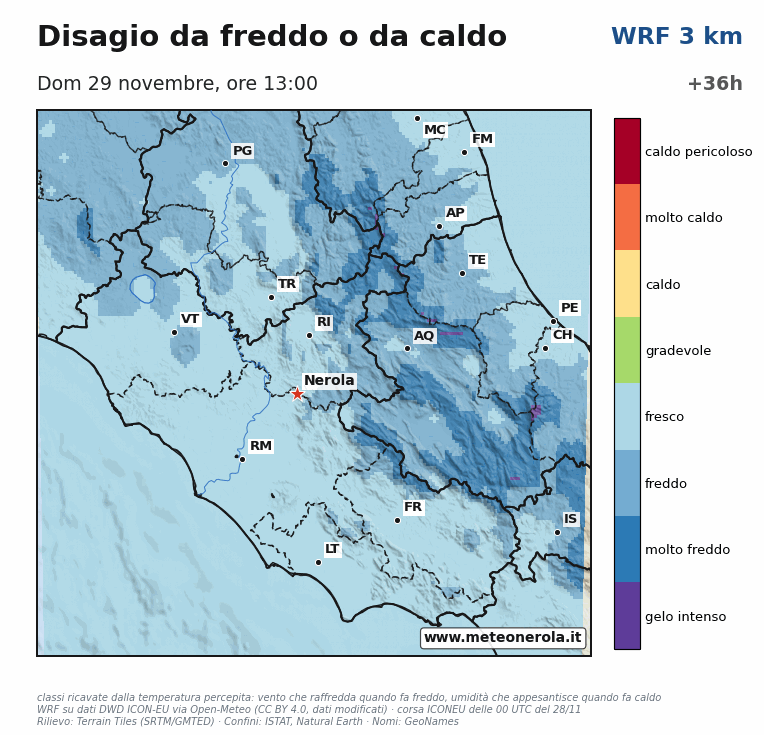 Disagio da freddo o da caldo
WRF 3 km
Dom 29 novembre, ore 13:00
+36h
MC
FM
PG
AP
TE
TR
PE
VT
RI
AQ
CH
Nerola
RM
FR
IS
LT
www.meteonerola.it
caldo pericoloso
molto caldo
caldo
gradevole
fresco
freddo
molto freddo
gelo intenso
classi ricavate dalla temperatura percepita: vento che raffredda quando fa freddo, umidità che appesantisce quando fa caldo
WRF su dati DWD ICON-EU via Open-Meteo (CC BY 4.0, dati modificati) · corsa ICONEU delle 00 UTC del 28/11
Rilievo: Terrain Tiles (SRTM/GMTED) · Confini: ISTAT, Natural Earth · Nomi: GeoNames